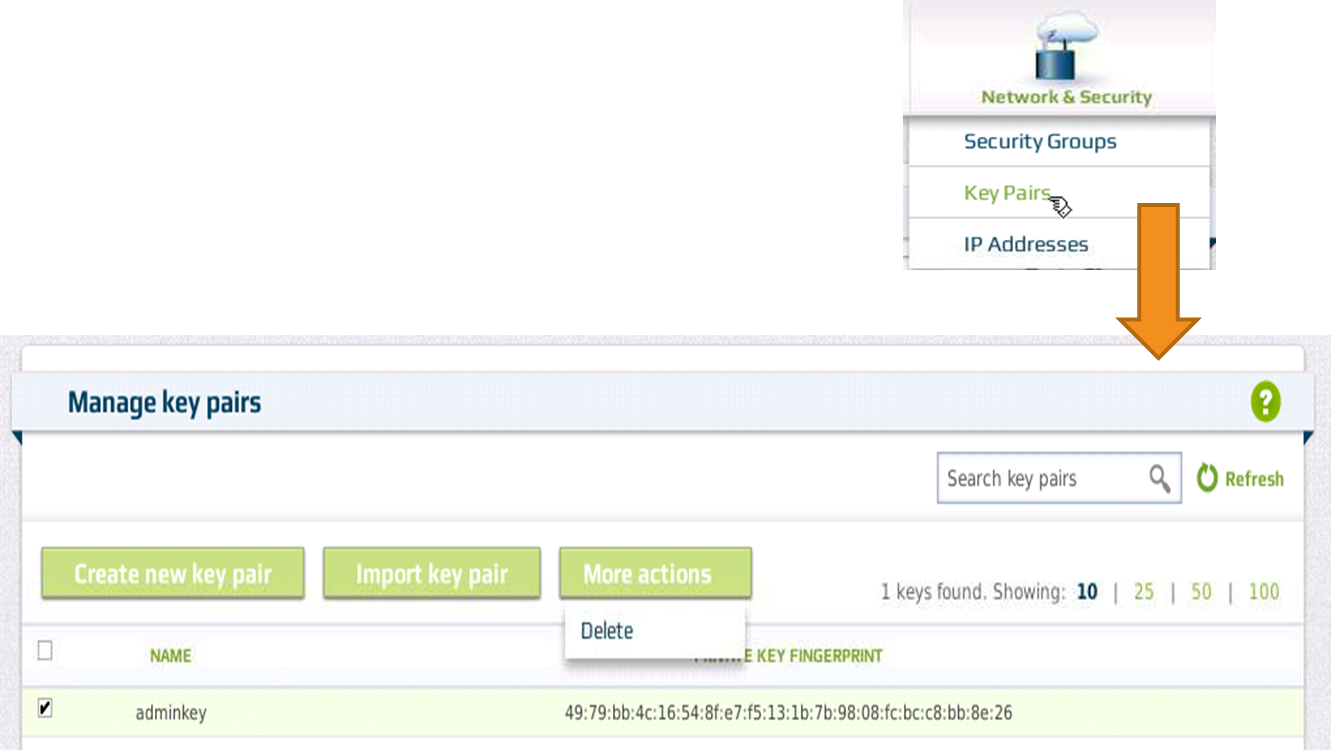 Network & Security
Security Groups
Key Pairs
IP Addresses
Manage key pairs
?
Search key pairs
Refresh
Create new key pair
Import key pair
More actions
1 keys found. Showing: 10 | 25 | 50 | 100
Delete
NAME
KEY FINGERPRINT
adminkey
49:79:bb:4c:16:54:8f:e7:f5:13:1b:7b:98:08:fc:bc:c8:bb:8e:26